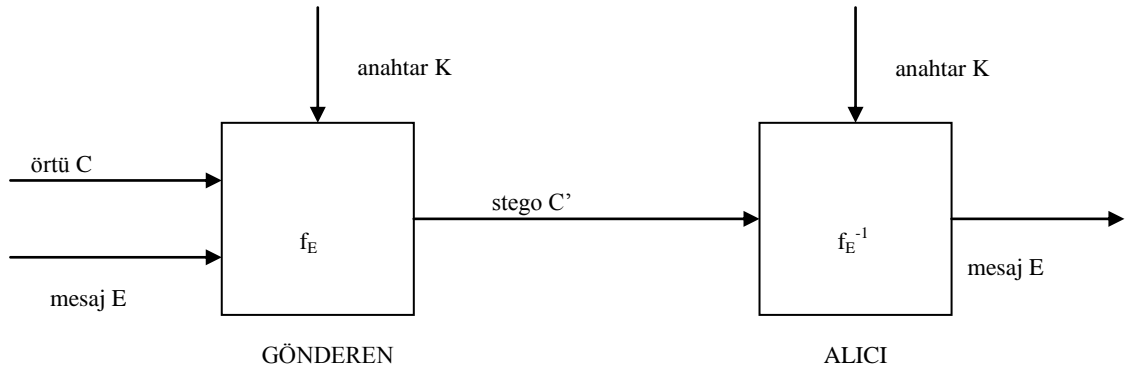 anahtar K
anahtar K
örtü C
stego C’
f_E
f_E^-1
mesaj E
mesaj E
GÖNDEREN
ALICI